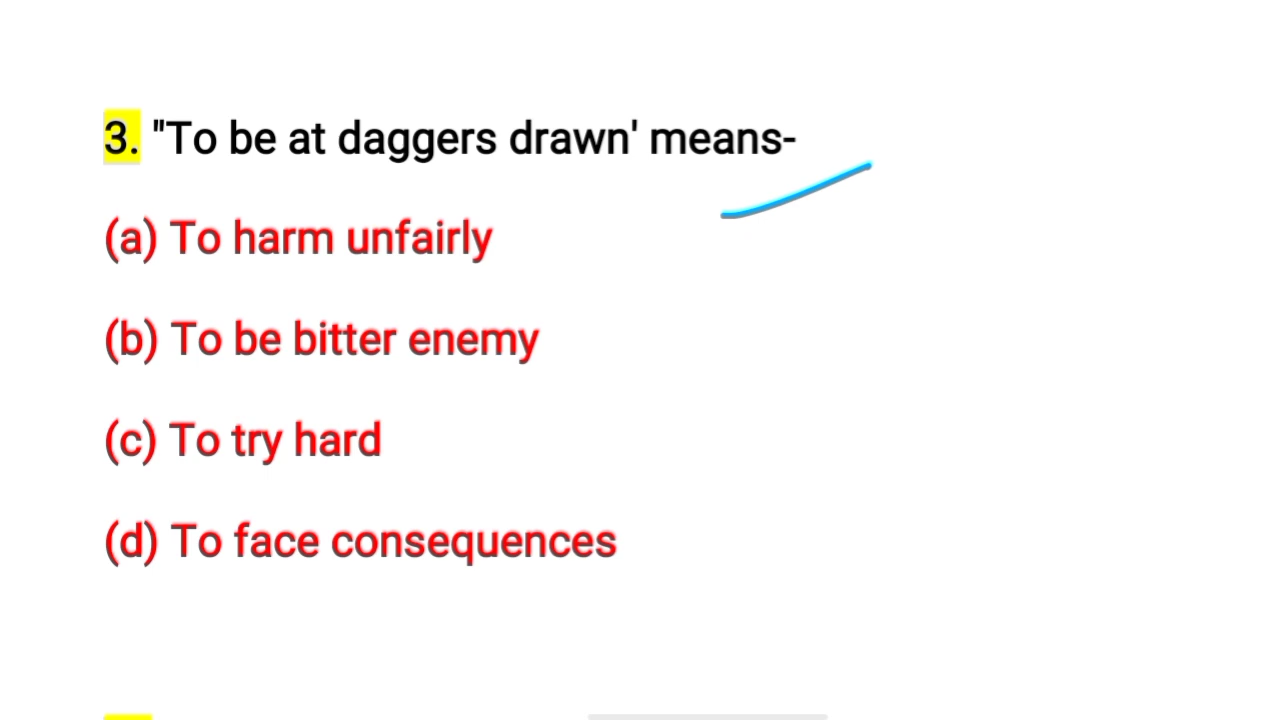 3. "To be at daggers drawn' means-
(a) To harm unfairly
(b) To be bitter enemy
(c) To try hard
(d) To face consequences